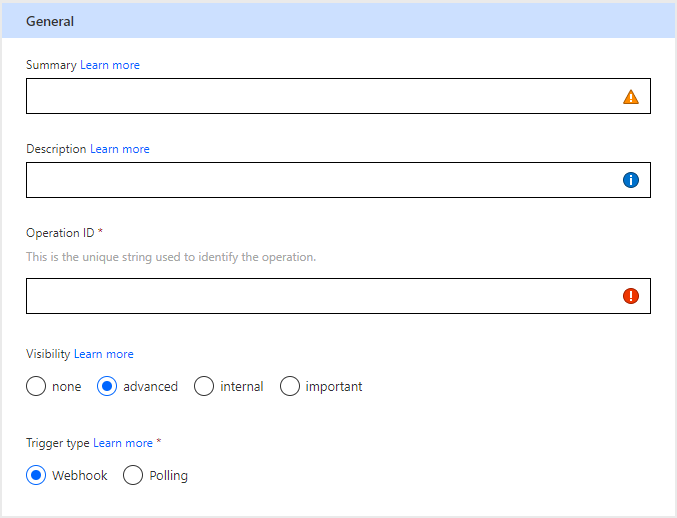 General
Summary Learn more
Description Learn more
Operation ID *
This is the unique string used to identify the operation.
Visibility Learn more
none advanced internal important
Trigger type Learn more *
Webhook Polling